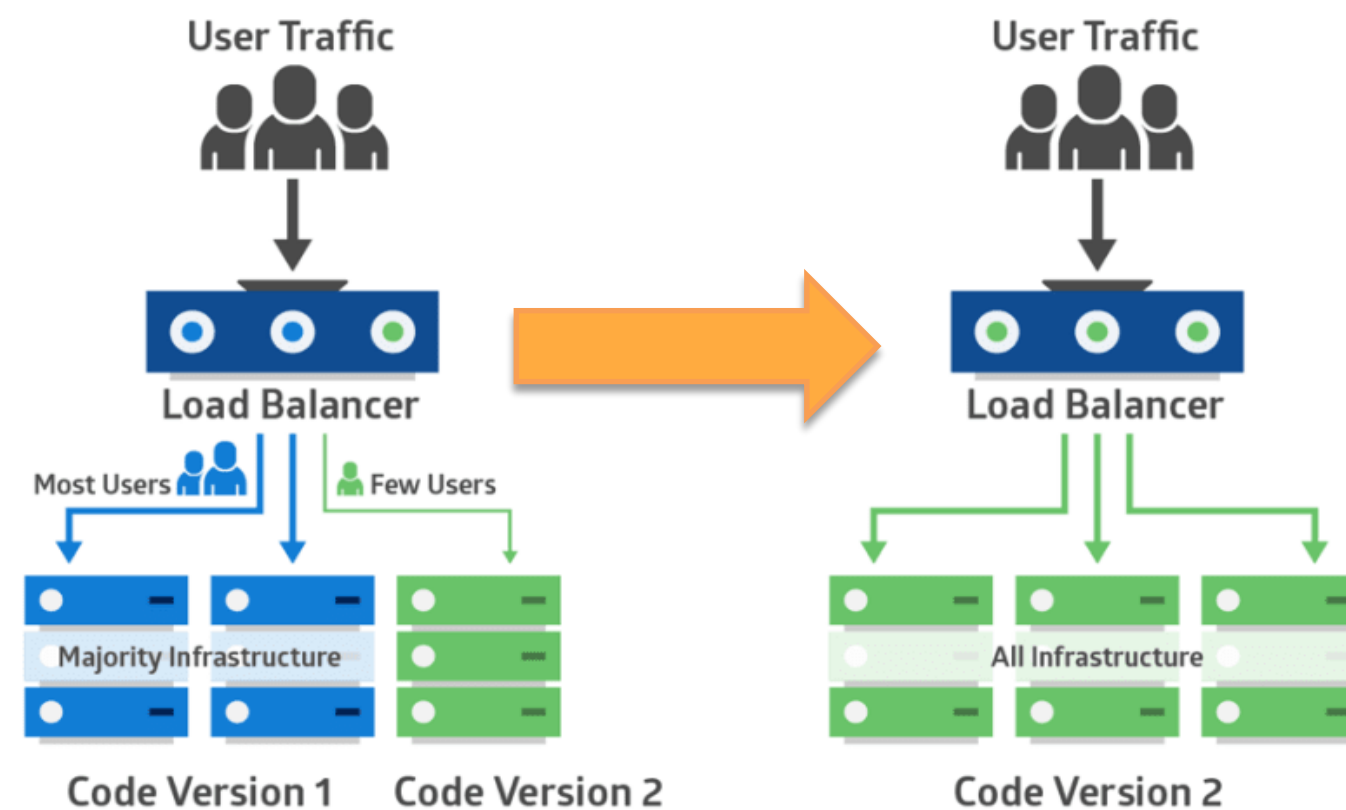 User Traffic
Load Balancer
Most Users
Few Users
Majority Infrastructure
Code Version 1
Code Version 2
User Traffic
Load Balancer
All Infrastructure
Code Version 2